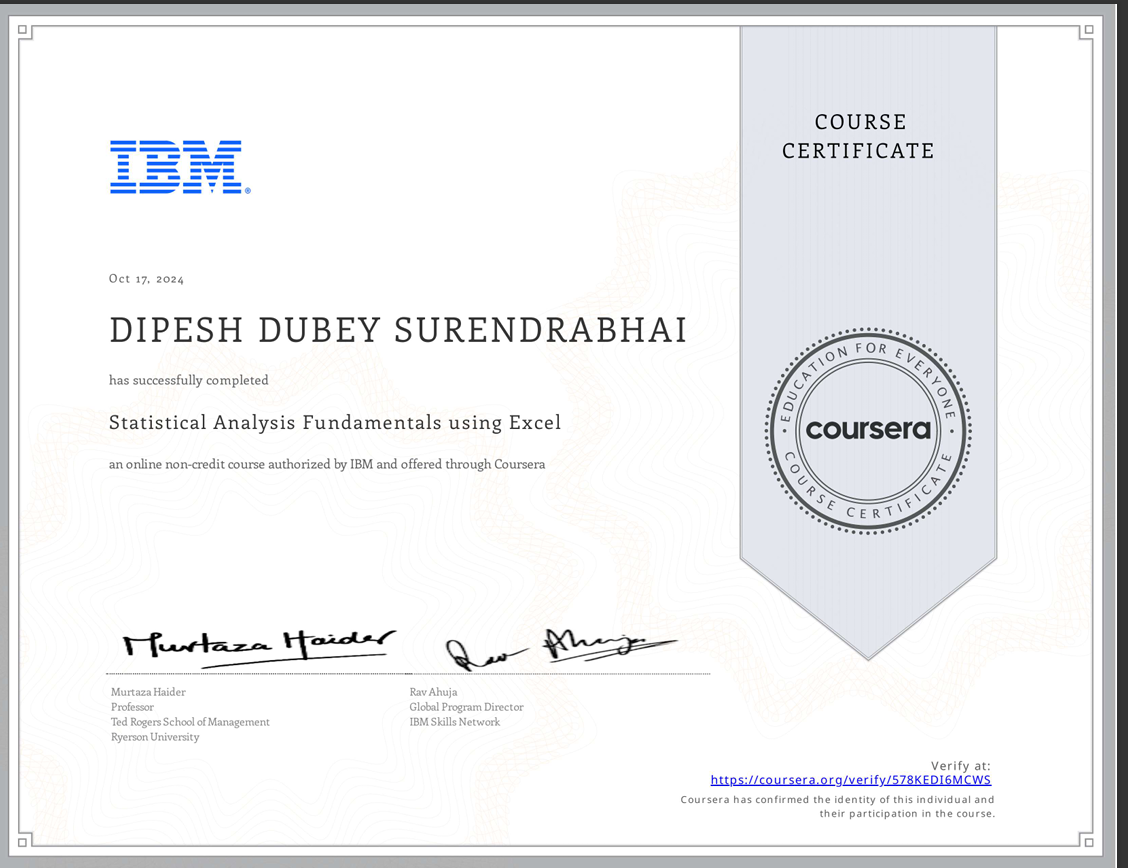 COURSE
CERTIFICATE
IBM®
Oct 17, 2024
DIPESH DUBEY SURENDRABHAI
has successfully completed
Statistical Analysis Fundamentals using Excel
an online non-credit course authorized by IBM and offered through Coursera
EDUCATION FOR EVERYONE
coursera
COURSE CERTIFICATE
Murtaza Haider
Rav Ahuja
Murtaza Haider
Professor
Ted Rogers School of Management
Ryerson University
Rav Ahuja
Global Program Director
IBM Skills Network
Verify at:
https://coursera.org/verify/578KEDI6MCWS
Coursera has confirmed the identity of this individual and
their participation in the course.